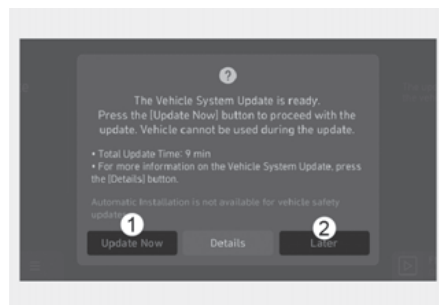 ?
The Vehicle System Update is ready.
Press the [Update Now] button to proceed with the
update. Vehicle cannot be used during the update.
• Total Update Time: 9 min
• For more information on the Vehicle System Update, press
the [Details] button.
Automatic Installation is not available for vehicle safety
1
2
Update Now
Details
Later